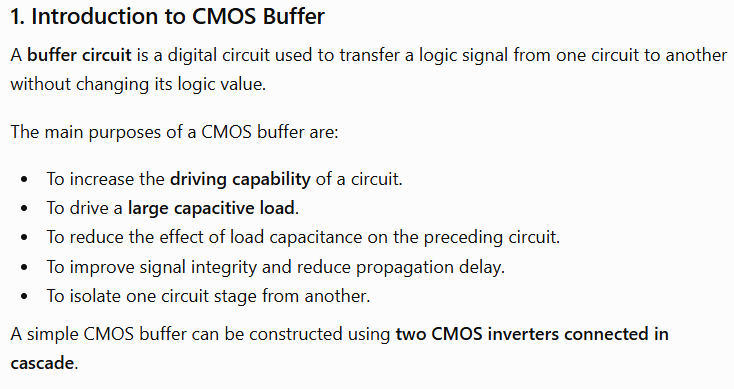 1. Introduction to CMOS Buffer
A buffer circuit is a digital circuit used to transfer a logic signal from one circuit to another
without changing its logic value.
The main purposes of a CMOS buffer are:
• To increase the driving capability of a circuit.
• To drive a large capacitive load.
• To reduce the effect of load capacitance on the preceding circuit.
• To improve signal integrity and reduce propagation delay.
• To isolate one circuit stage from another.
A simple CMOS buffer can be constructed using two CMOS inverters connected in
cascade.